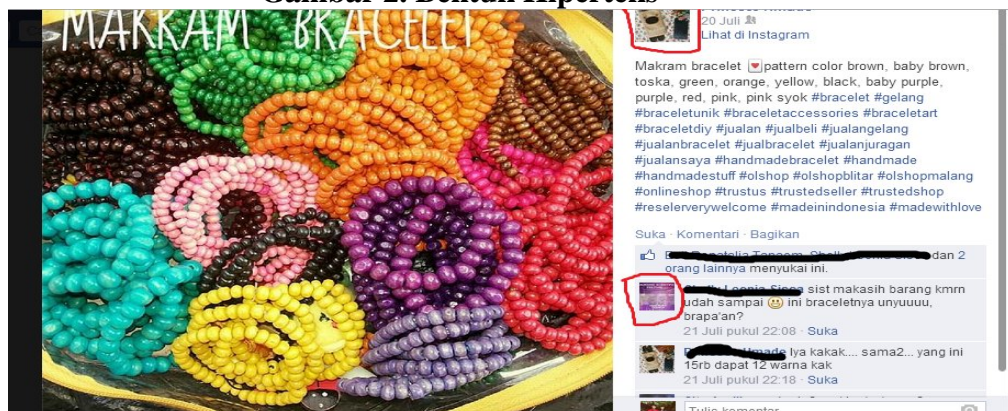 Gambar 2. Bentuk Hiperteks
MAKRAM BRACELET
20 Juli
Lihat di Instagram
Makram bracelet pattern color brown, baby brown,
toska, green, orange, yellow, black, baby purple,
purple, red, pink, pink syok #bracelet #gelang
#braceletunik #braceletaccessories #braceletart
#braceletdiy #jualan #jualbeli #jualangelang
#jualanbracelet #jualbracelet #jualanjuragan
#jualansaya #handmadebracelet #handmade
#handmadestuff #olshop #olshopblitar #olshopmalang
#onlineshop #trustus #trustedseller #trustedshop
#reselerverywelcome #madeinindonesia #madewithlove
Suka · Komentari · Bagikan
dan 2
orang lainnya menyukai ini.
sist makasih barang kmrn
udah sampai ini braceletnya unyuuuu,
brapa'an?
21 Juli pukul 22:08 · Suka
Iya kakak.... sama2... yang ini
15rb dapat 12 warna kak
21 Juli pukul 22:18 · Suka
Tulis komentar